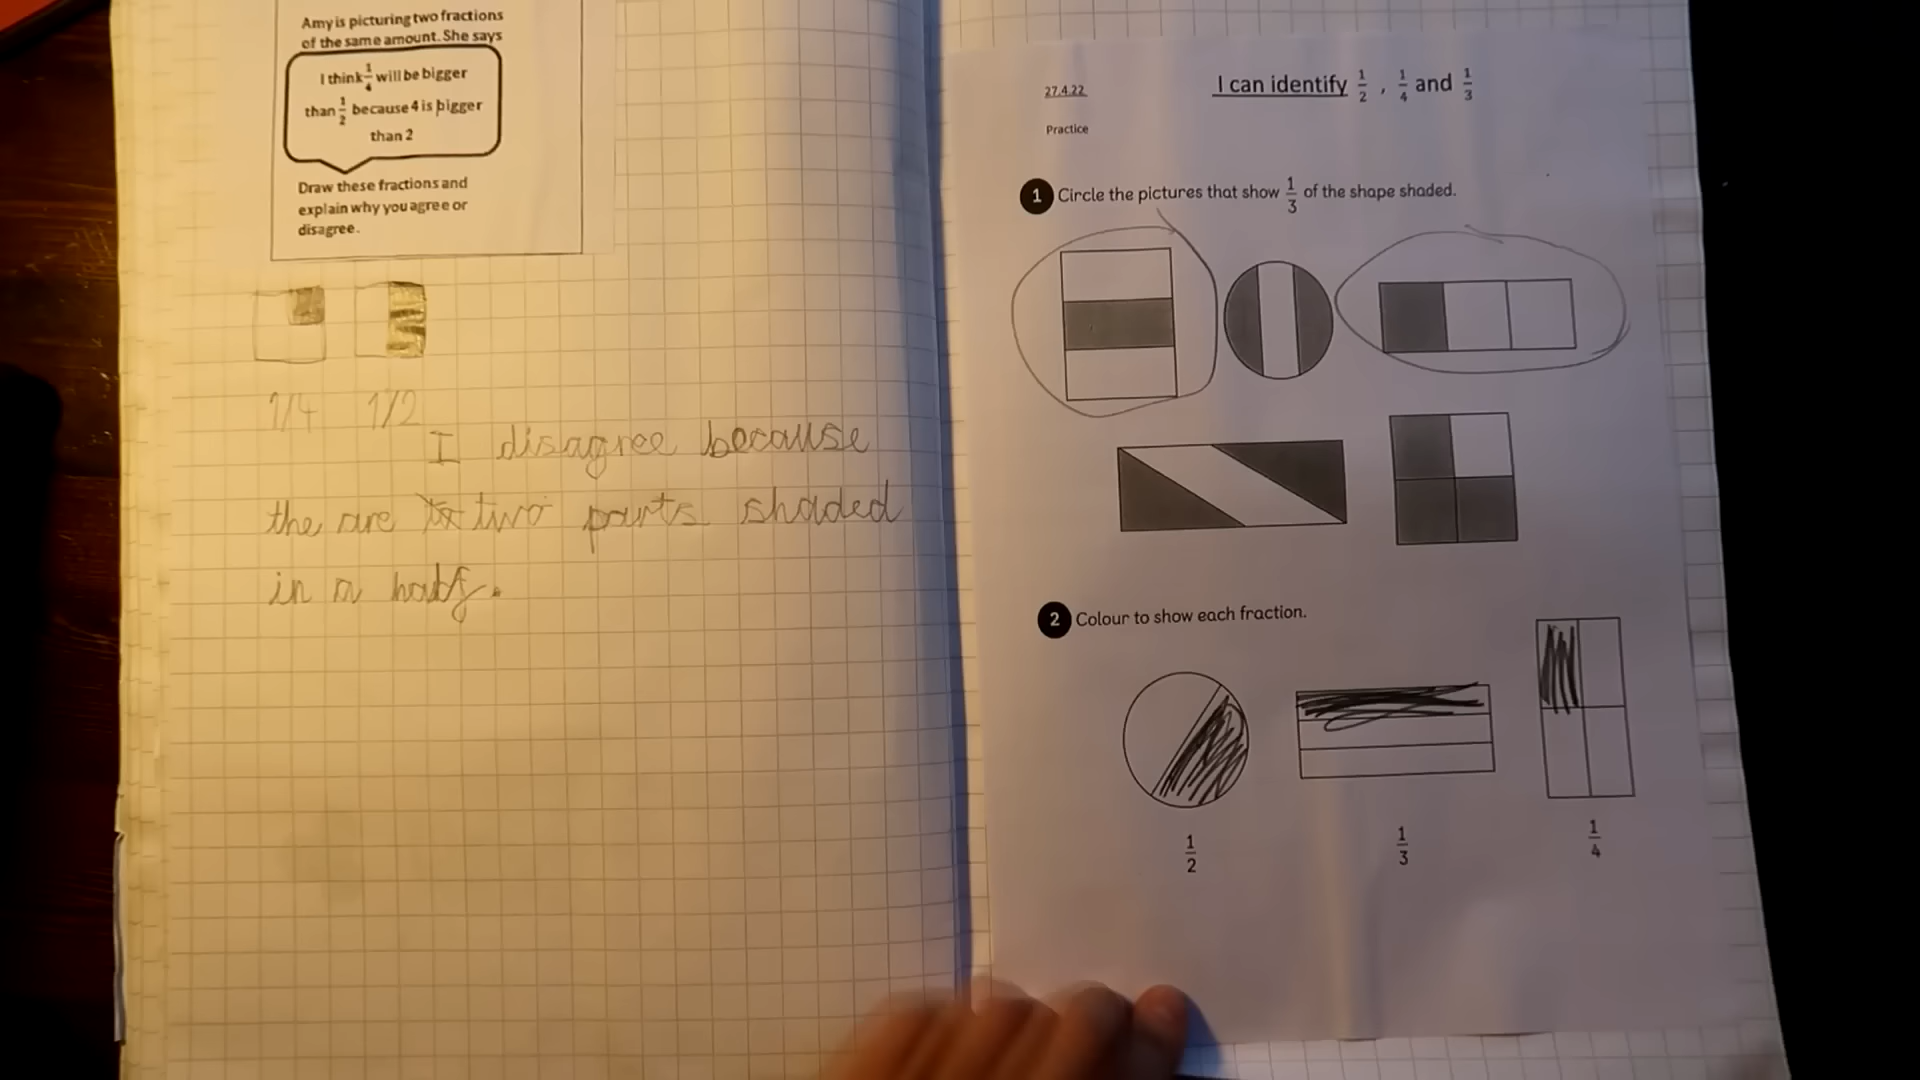 Amy is picturing two fractions
of the same amount. She says
I think 1/4 will be bigger
than 1/2 because 4 is bigger
than 2
Draw these fractions and
explain why you agree or
disagree.
1/4 1/2
I disagree because
the are two parts shaded
in a half.
27.4.22
I can identify 1/2 , 1/4 and 1/3
Practice
1 Circle the pictures that show 1/3 of the shape shaded.
2 Colour to show each fraction.
1/2 1/3 1/4